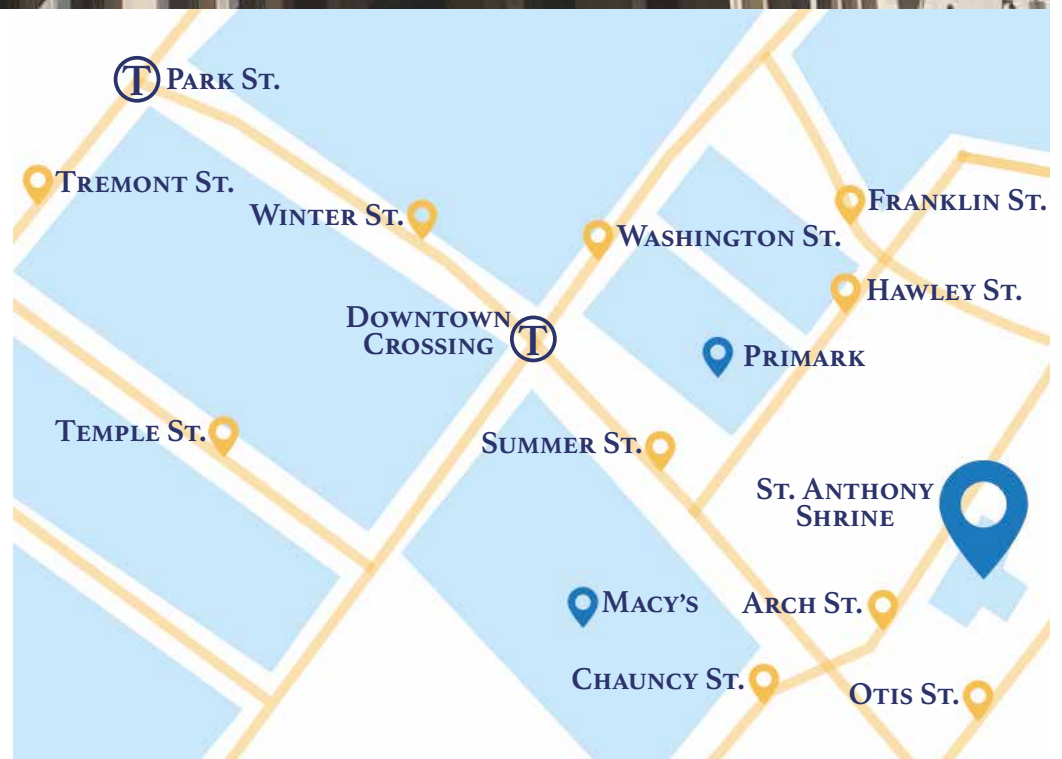 T PARK ST.
TREMONT ST.
WINTER ST.
FRANKLIN ST.
WASHINGTON ST.
HAWLEY ST.
DOWNTOWN
CROSSING T
PRIMARK
TEMPLE ST.
SUMMER ST.
ST. ANTHONY
SHRINE
MACY'S
ARCH ST.
CHAUNCY ST.
OTIS ST.